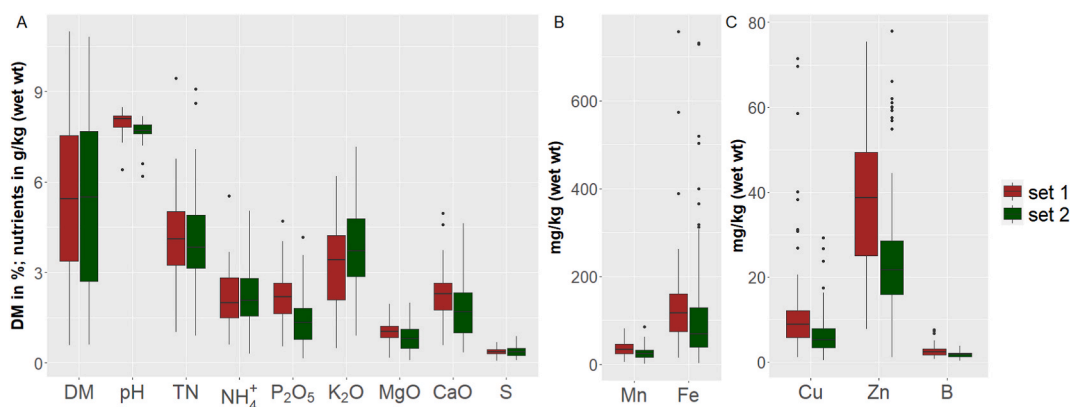 A
DM in %; nutrients in g/kg (wet wt)
9
6
3
0
DM pH TN NH₄⁺ P₂O₅ K₂O MgO CaO S
B
mg/kg (wet wt)
600
400
200
0
Mn Fe
C
mg/kg (wet wt)
80
60
40
20
0
Cu Zn B
set 1
set 2